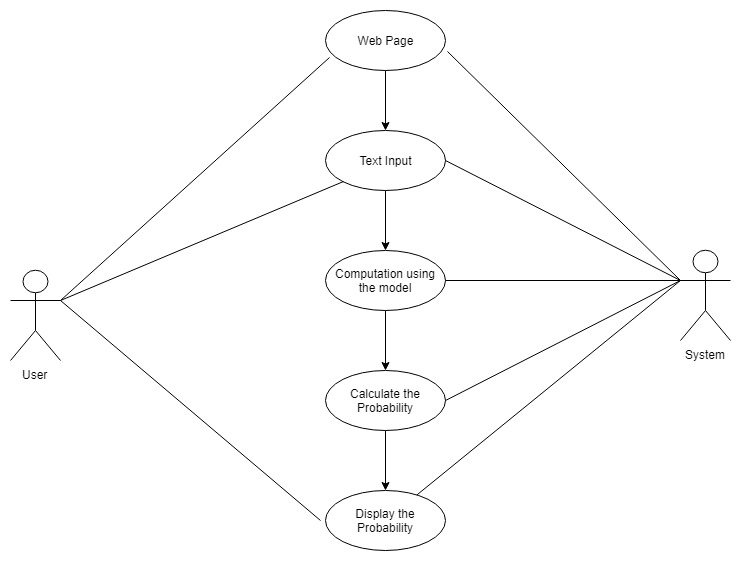 Web Page
Text Input
Computation using
the model
User
System
Calculate the
Probability
Display the
Probability